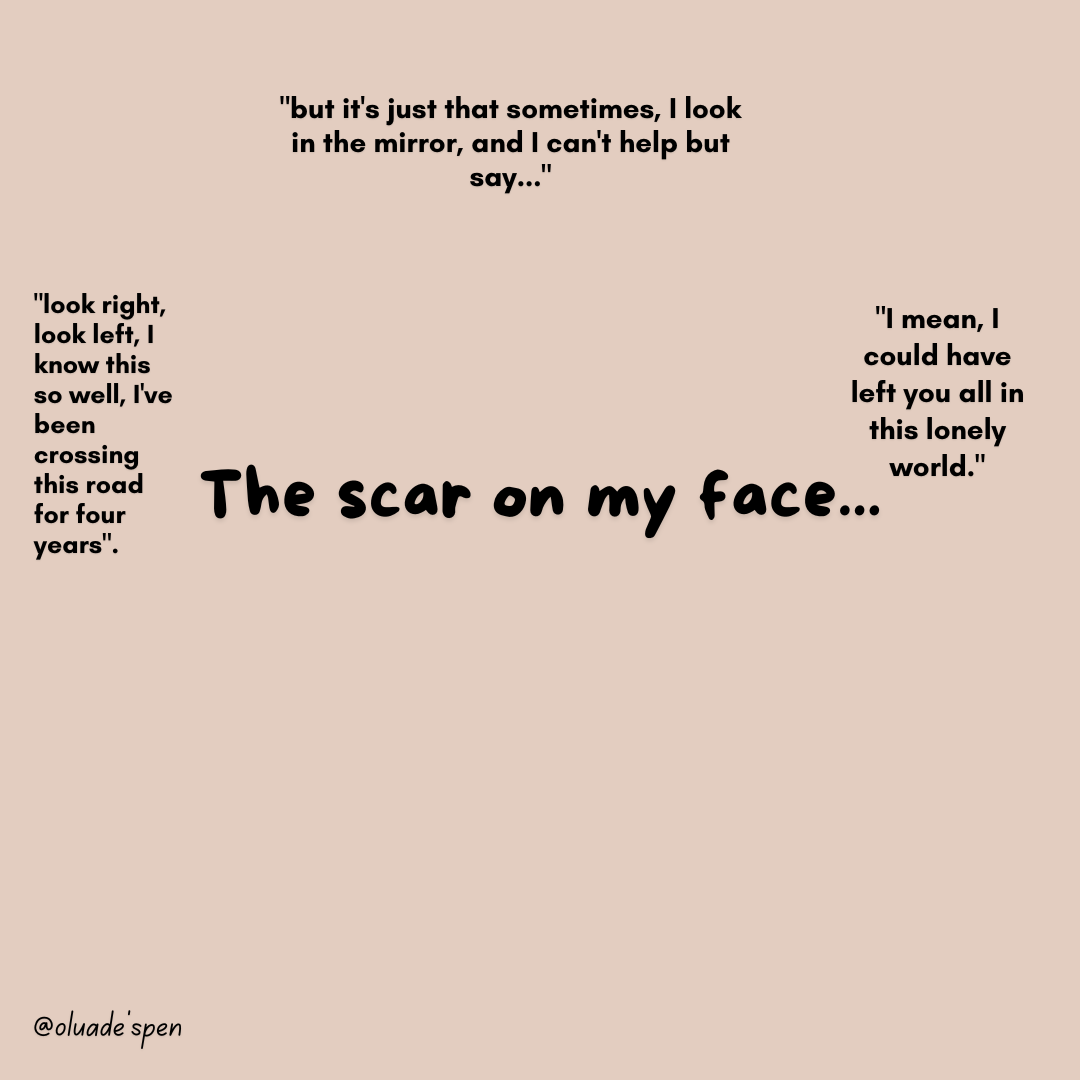 "but it's just that sometimes, I look
in the mirror, and I can't help but
say..."
"look right,
look left, I
know this
so well, I've
been
crossing
this road
for four
years".
The scar on my face...
"I mean, I
could have
left you all in
this lonely
world."
@oluade'spen